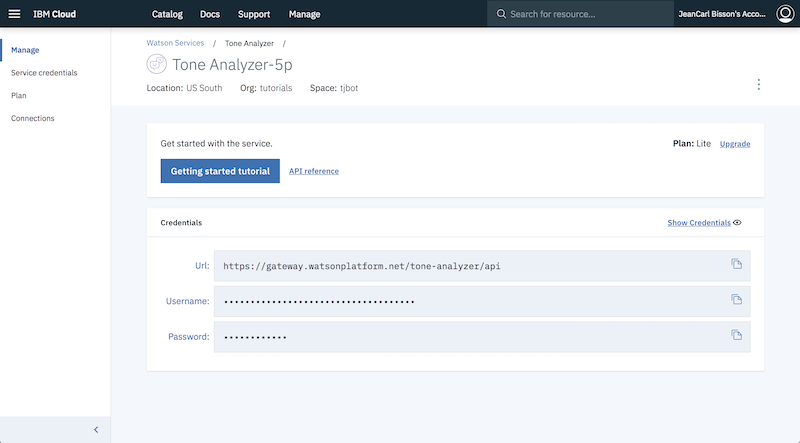 IBM Cloud Catalog Docs Support Manage Search for resource... JeanCarl Bisson's Acco...
Manage
Service credentials
Plan
Connections
Watson Services / Tone Analyzer /
Tone Analyzer-5p
Location: US South Org: tutorials Space: tjbot
Get started with the service. Plan: Lite Upgrade
Getting started tutorial API reference
Credentials Show Credentials
Url: https://gateway.watsonplatform.net/tone-analyzer/api
Username: ••••••••••••••••••••••••••••••••••••
Password: ••••••••••••